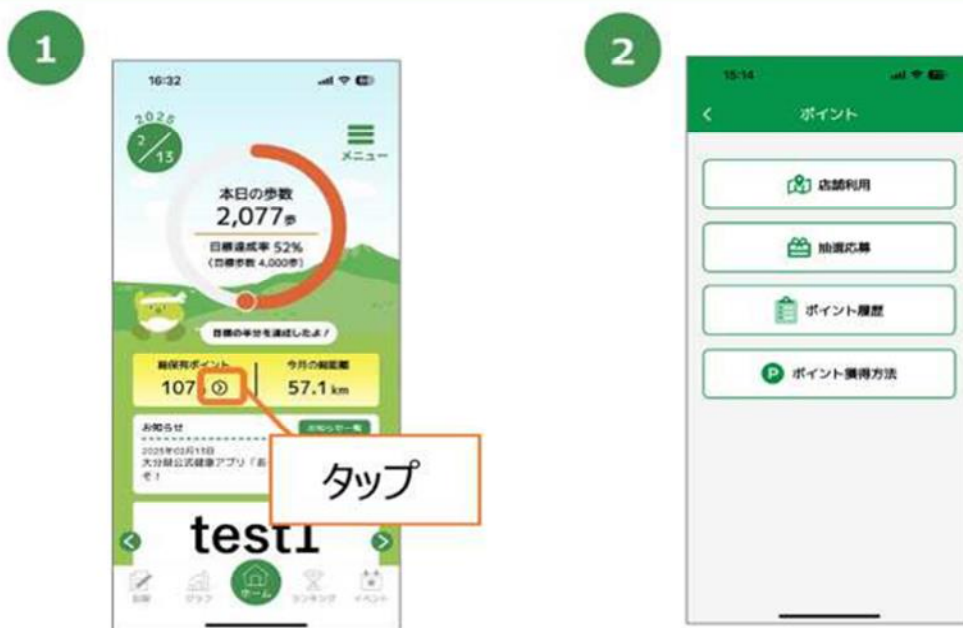 1
16:32
2025
2/13
メニュー
本日の歩数
2,077歩
目標達成率 52%
(目標歩数 4,000歩)
目標の半分を達成したよ!
総保有ポイント
今月の総距離
107
57.1 km
お知らせ
お知らせ一覧
2025年02月13日
大分県公式健康アプリ「あ
そ!
タップ
test1
記録
グラフ
ホーム
ランキング
イベント
2
15:14
ポイント
店舗利用
抽選応募
ポイント履歴
P ポイント獲得方法